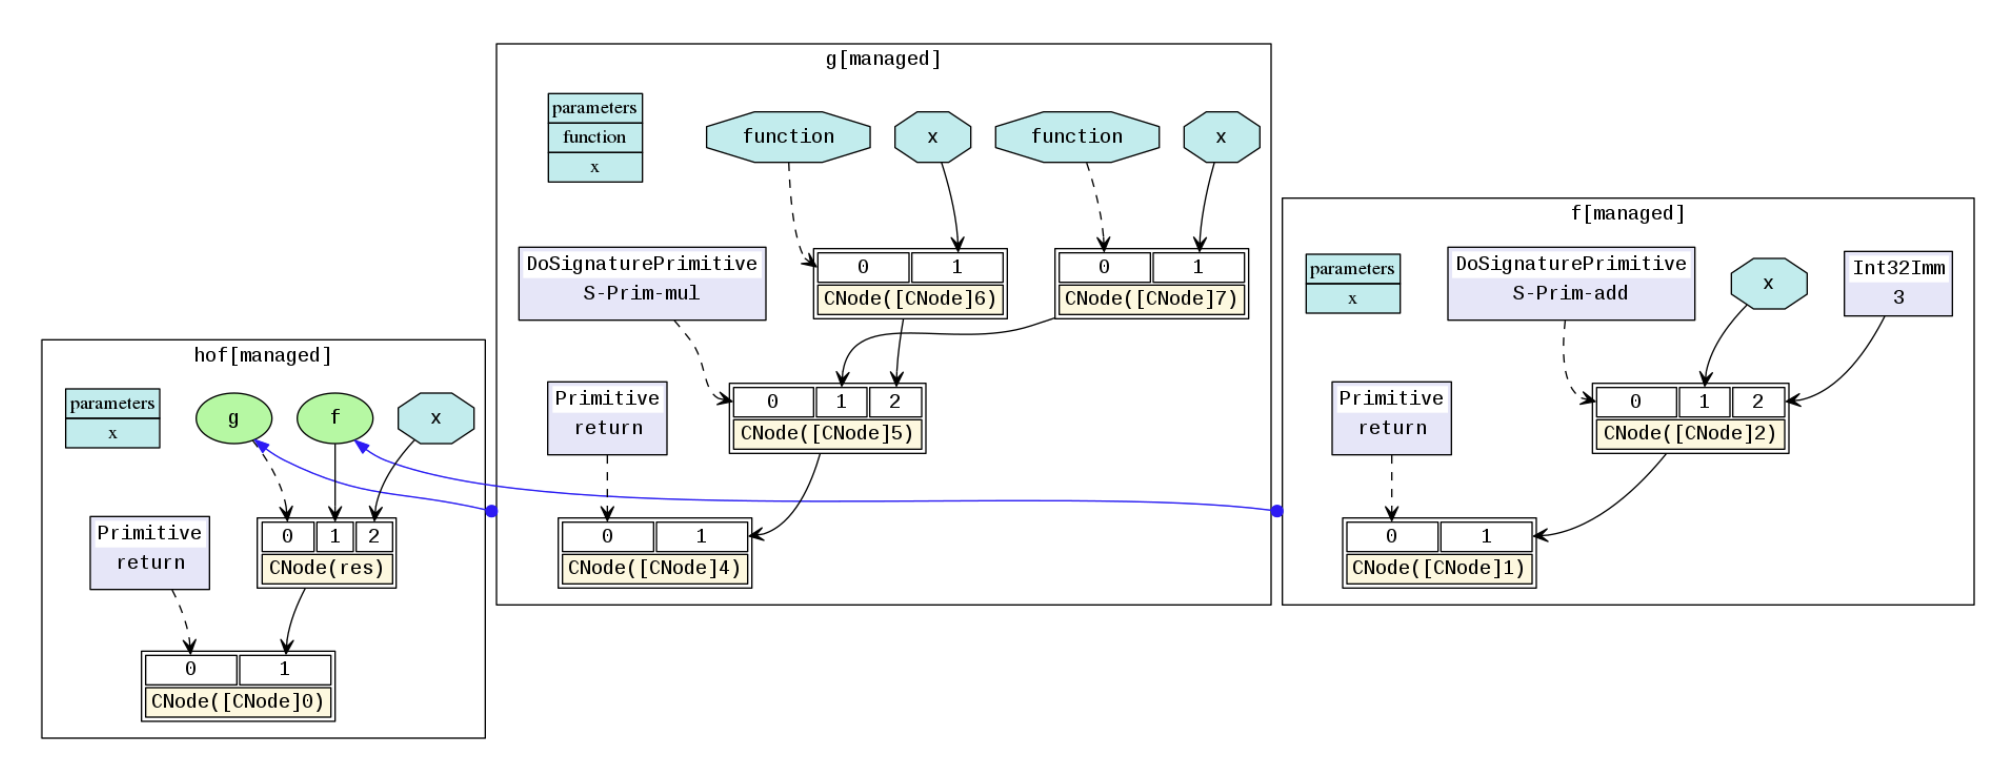 g[managed]
parameters
function
x
function
x
function
x
DoSignaturePrimitive
S-Prim-mul
0 1
CNode([CNode]6)
0 1
CNode([CNode]7)
Primitive
return
0 1 2
CNode([CNode]5)
0 1
CNode([CNode]4)
f[managed]
parameters
x
DoSignaturePrimitive
S-Prim-add
x
Int32Imm
3
Primitive
return
0 1 2
CNode([CNode]2)
0 1
CNode([CNode]1)
hof[managed]
parameters
x
g
f
x
Primitive
return
0 1 2
CNode(res)
0 1
CNode([CNode]0)